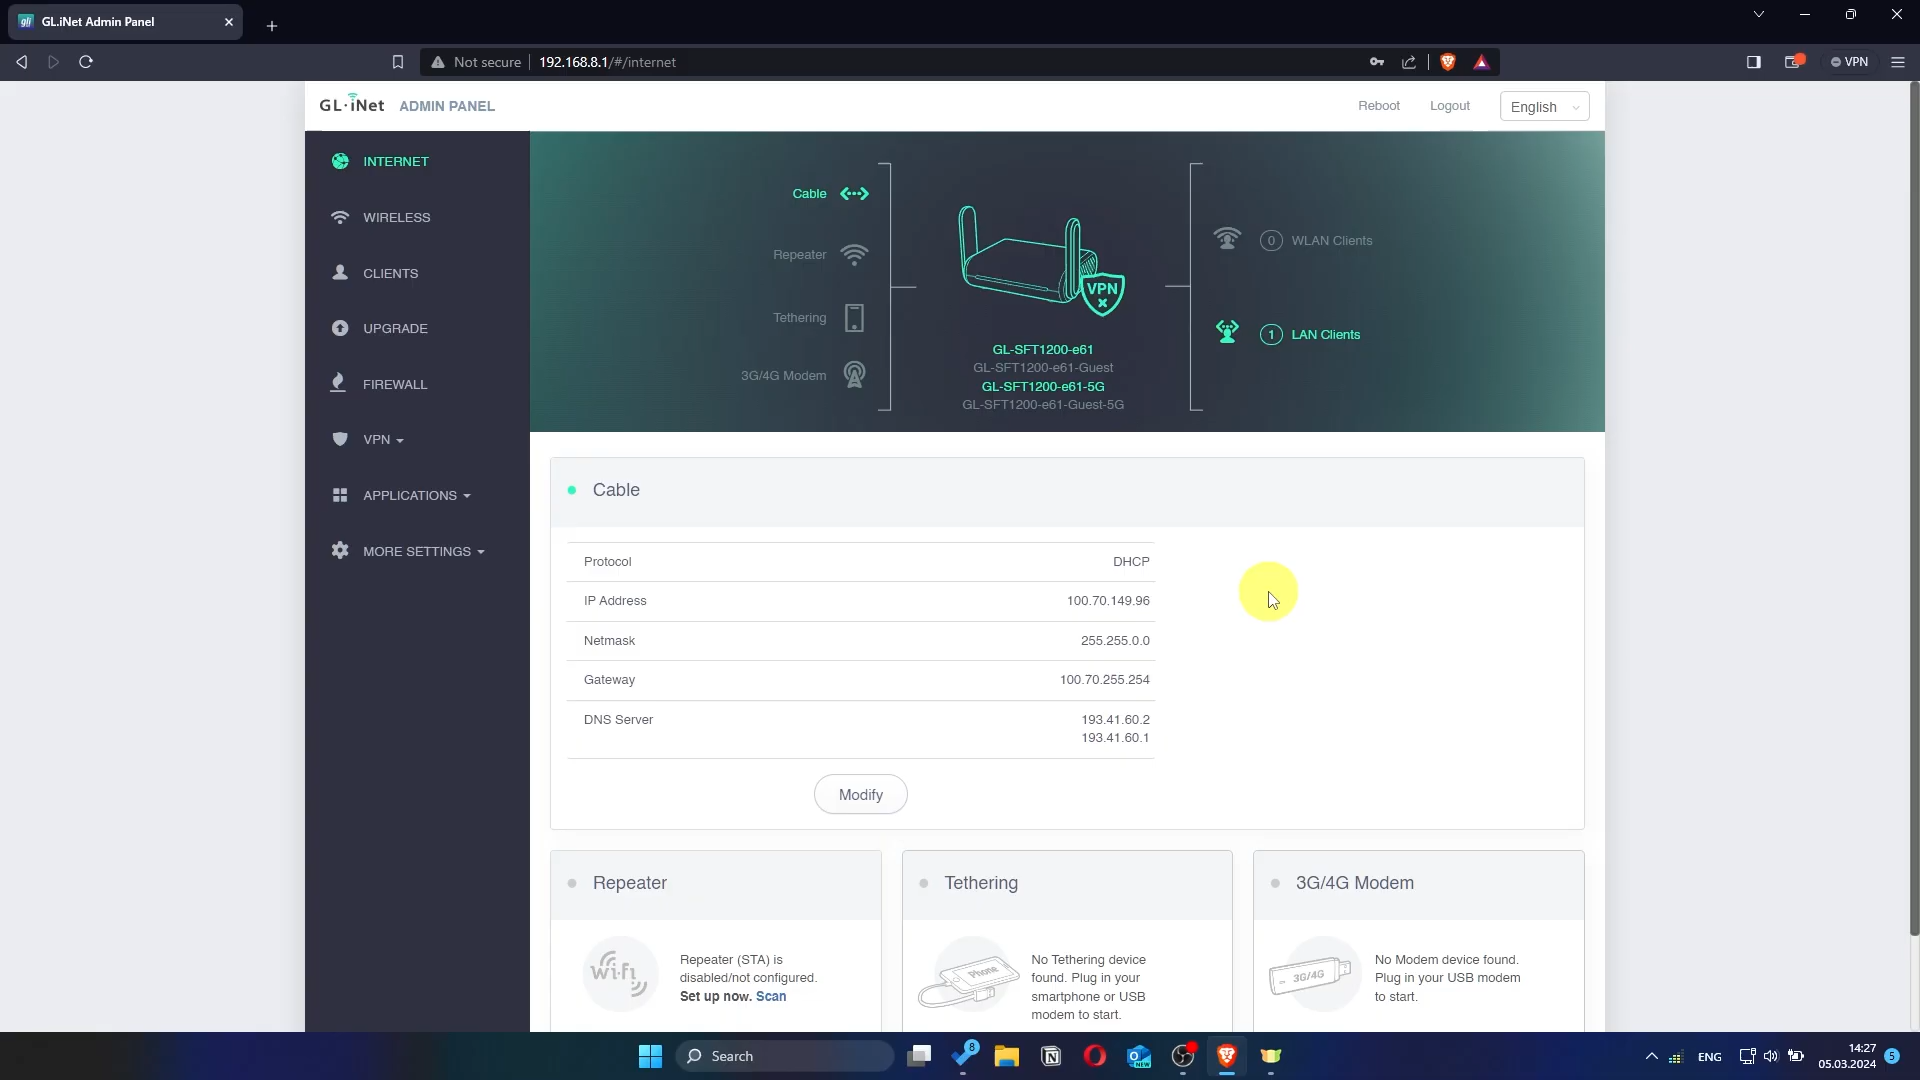 GL.iNet Admin Panel
Not secure
192.168.8.1/#/internet
VPN
GL·iNet ADMIN PANEL
Reboot
Logout
English
INTERNET
WIRELESS
CLIENTS
UPGRADE
FIREWALL
VPN
APPLICATIONS
MORE SETTINGS
Cable
Repeater
Tethering
3G/4G Modem
VPN
GL-SFT1200-e61
GL-SFT1200-e61-Guest
GL-SFT1200-e61-5G
GL-SFT1200-e61-Guest-5G
0 WLAN Clients
1 LAN Clients
Cable
Protocol DHCP
IP Address 100.70.149.96
Netmask 255.255.0.0
Gateway 100.70.255.254
DNS Server 193.41.60.2
193.41.60.1
Modify
Repeater
wifi
Repeater (STA) is
disabled/not configured.
Set up now. Scan
Tethering
Phone
No Tethering device
found. Plug in your
smartphone or USB
modem to start.
3G/4G Modem
3G/4G
No Modem device found.
Plug in your USB modem
to start.
Search
8
ENG
14:27
05.03.2024
5